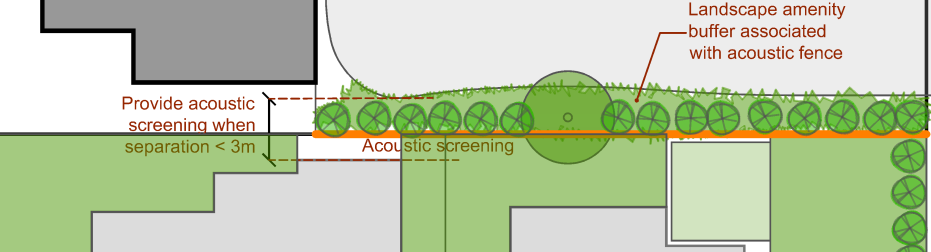 Landscape amenity
buffer associated
with acoustic fence
Provide acoustic
screening when
separation < 3m
Acoustic screening